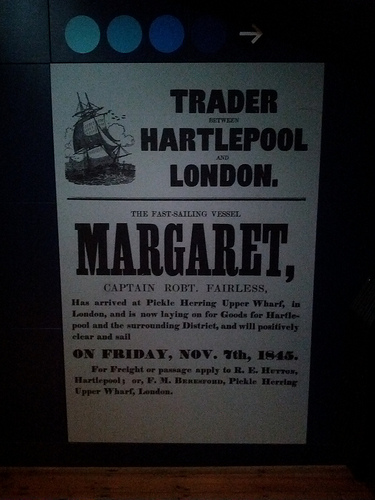 TRADER
BETWEEN
HARTLEPOOL
AND
LONDON.
THE FAST-SAILING VESSEL
MARGARET,
CAPTAIN ROBT. FAIRLESS,
Has arrived at Pickle Herring Upper Wharf, in
London, and is now laying on for Goods for Hartle-
pool and the surrounding District, and will positively
clear and sail
ON FRIDAY, NOV. 7th, 1845.
For Freight or passage apply to R. E. HUTTON,
Hartlepool; or, F. M. BERESFORD, Pickle Herring
Upper Wharf, London.